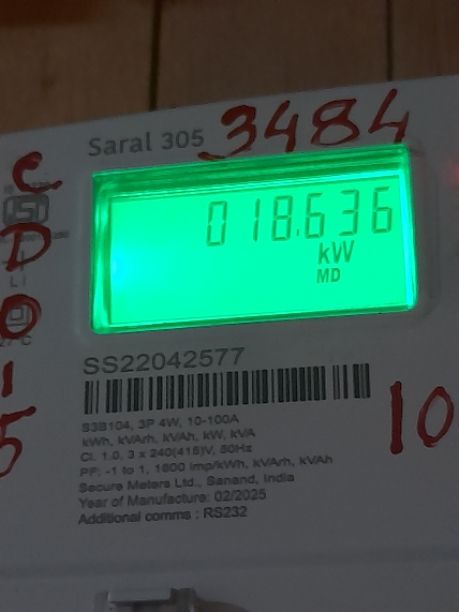 Saral 305 3484
C
D
0
1
5
018.636
kW
MD
SS22042577
S3B104, 3P 4W, 10-100A
kWh, kVArh, kVAh, kW, kVA
Cl. 1.0, 3 x 240(415)V, 50Hz
PF: -1 to 1, 1600 imp/kWh, kVArh, kVAh
Secure Meters Ltd., Sanand, India
Year of Manufacture: 02/2025
Additional comms : RS232
10